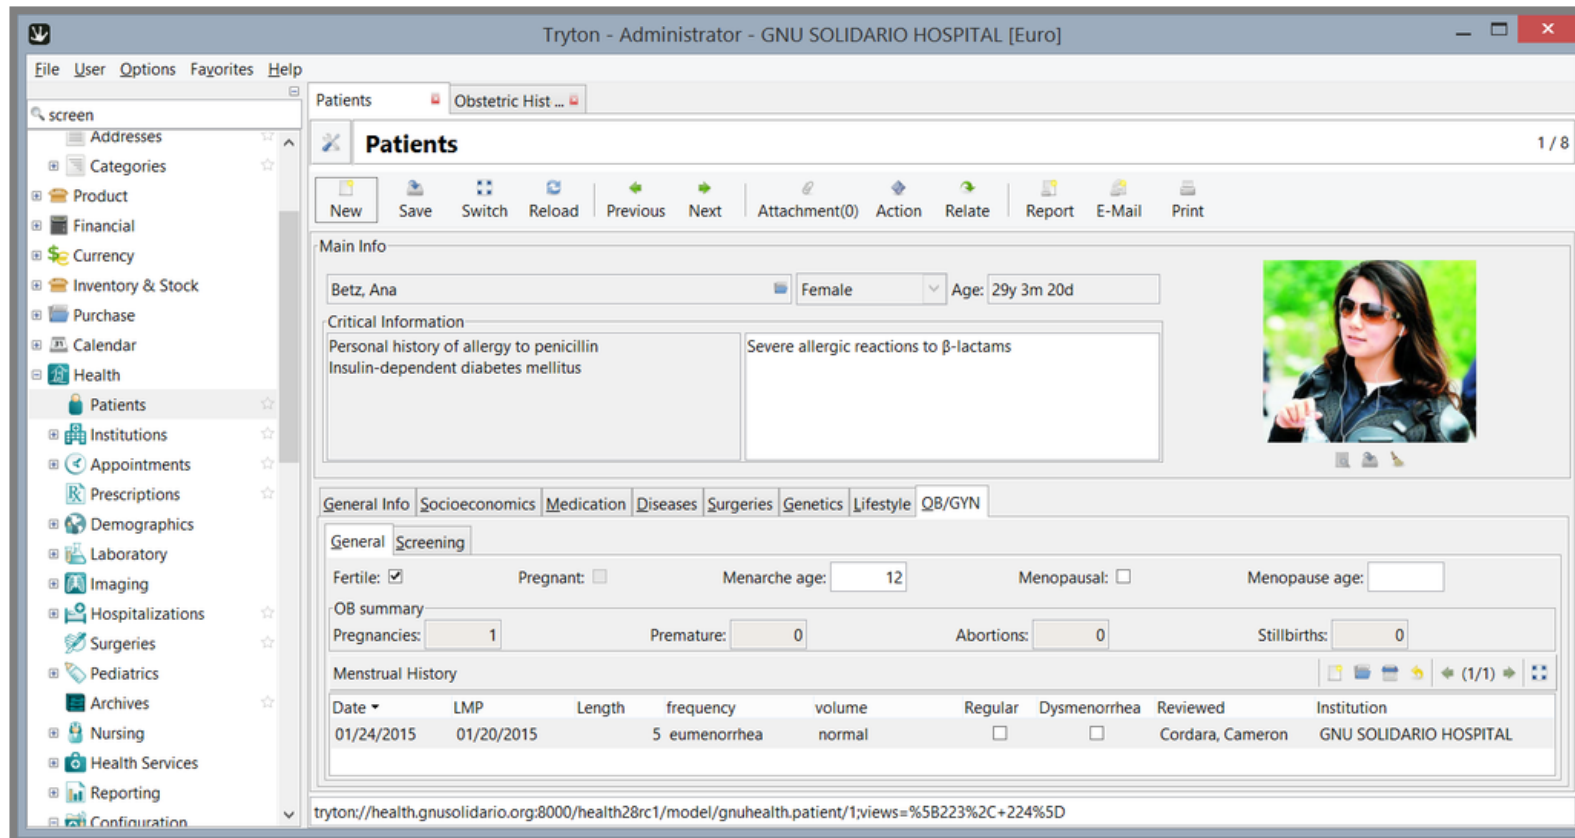 Tryton - Administrator - GNU SOLIDARIO HOSPITAL [Euro]
File User Options Favorites Help
screen
Addresses
Categories
Product
Financial
Currency
Inventory & Stock
Purchase
Calendar
Health
Patients
Institutions
Appointments
Prescriptions
Demographics
Laboratory
Imaging
Hospitalizations
Surgeries
Pediatrics
Archives
Nursing
Health Services
Reporting
Configuration
Patients Obstetric Hist ...
Patients 1 / 8
New Save Switch Reload Previous Next Attachment(0) Action Relate Report E-Mail Print
Main Info
Betz, Ana Female Age: 29y 3m 20d
Critical Information
Personal history of allergy to penicillin
Insulin-dependent diabetes mellitus
Severe allergic reactions to β-lactams
General Info Socioeconomics Medication Diseases Surgeries Genetics Lifestyle OB/GYN
General Screening
Fertile: Pregnant: Menarche age: 12 Menopausal: Menopause age:
OB summary
Pregnancies: 1 Premature: 0 Abortions: 0 Stillbirths: 0
Menstrual History (1/1)
Date LMP Length frequency volume Regular Dysmenorrhea Reviewed Institution
01/24/2015 01/20/2015 5 eumenorrhea normal Cordara, Cameron GNU SOLIDARIO HOSPITAL
tryton://health.gnusolidario.org:8000/health28rc1/model/gnuhealth.patient/1;views=%5B223%2C+224%5D